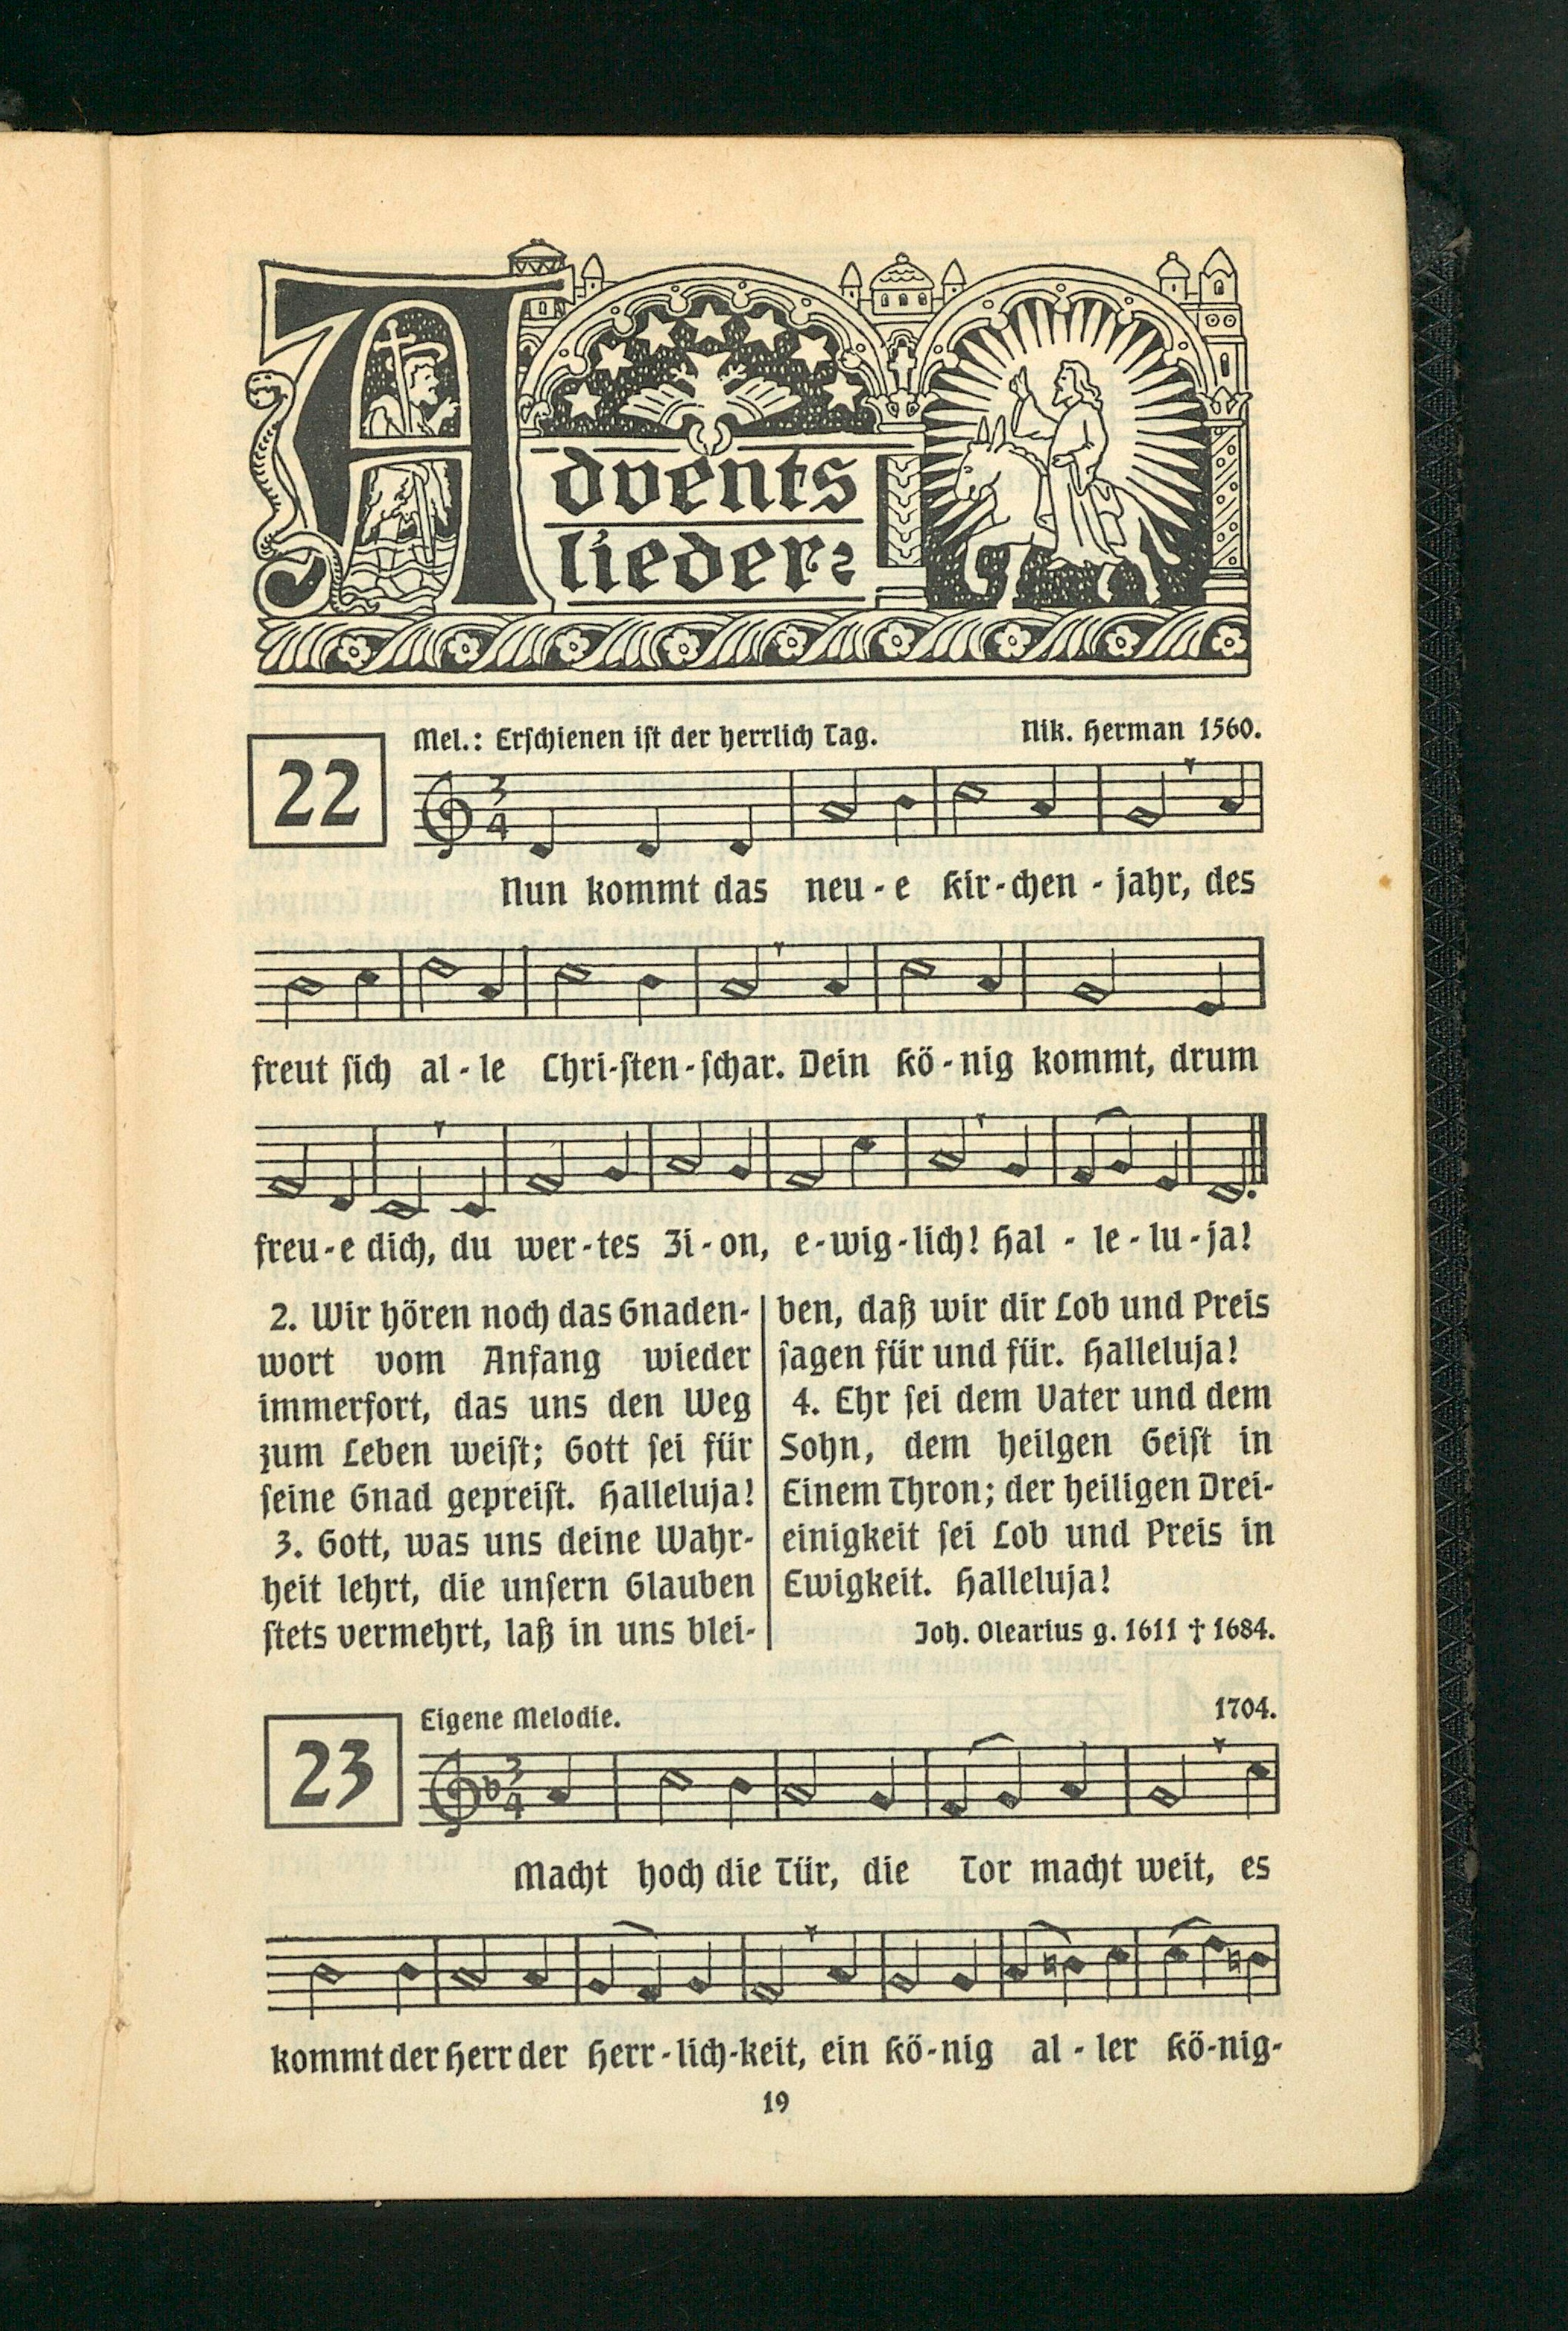 Advents
lieder:
22
Mel.: Erschienen ist der herrlich Tag.
Nik. Herman 1560.
3
4
Nun kommt das neu-e Kir-chen-jahr, des
freut sich al-le Chri-sten-schar. Dein Kö-nig kommt, drum
freu-e dich, du wer-tes Zi-on, e-wig-lich! Hal-le-lu-ja!
2. Wir hören noch das Gnaden-
wort vom Anfang wieder
immerfort, das uns den Weg
zum Leben weist; Gott sei für
seine Gnad gepreist. Halleluja!
3. Gott, was uns deine Wahr-
heit lehrt, die unsern Glauben
stets vermehrt, laß in uns blei-
ben, daß wir dir Lob und Preis
sagen für und für. Halleluja!
4. Ehr sei dem Vater und dem
Sohn, dem heilgen Geist in
Einem Thron; der heiligen Drei-
einigkeit sei Lob und Preis in
Ewigkeit. Halleluja!
Joh. Olearius g. 1611 † 1684.
23
Eigene Melodie.
1704.
3
4
Macht hoch die Tür, die Tor macht weit, es
kommt der Herr der Herr-lich-keit, ein Kö-nig al-ler Kö-nig-
19